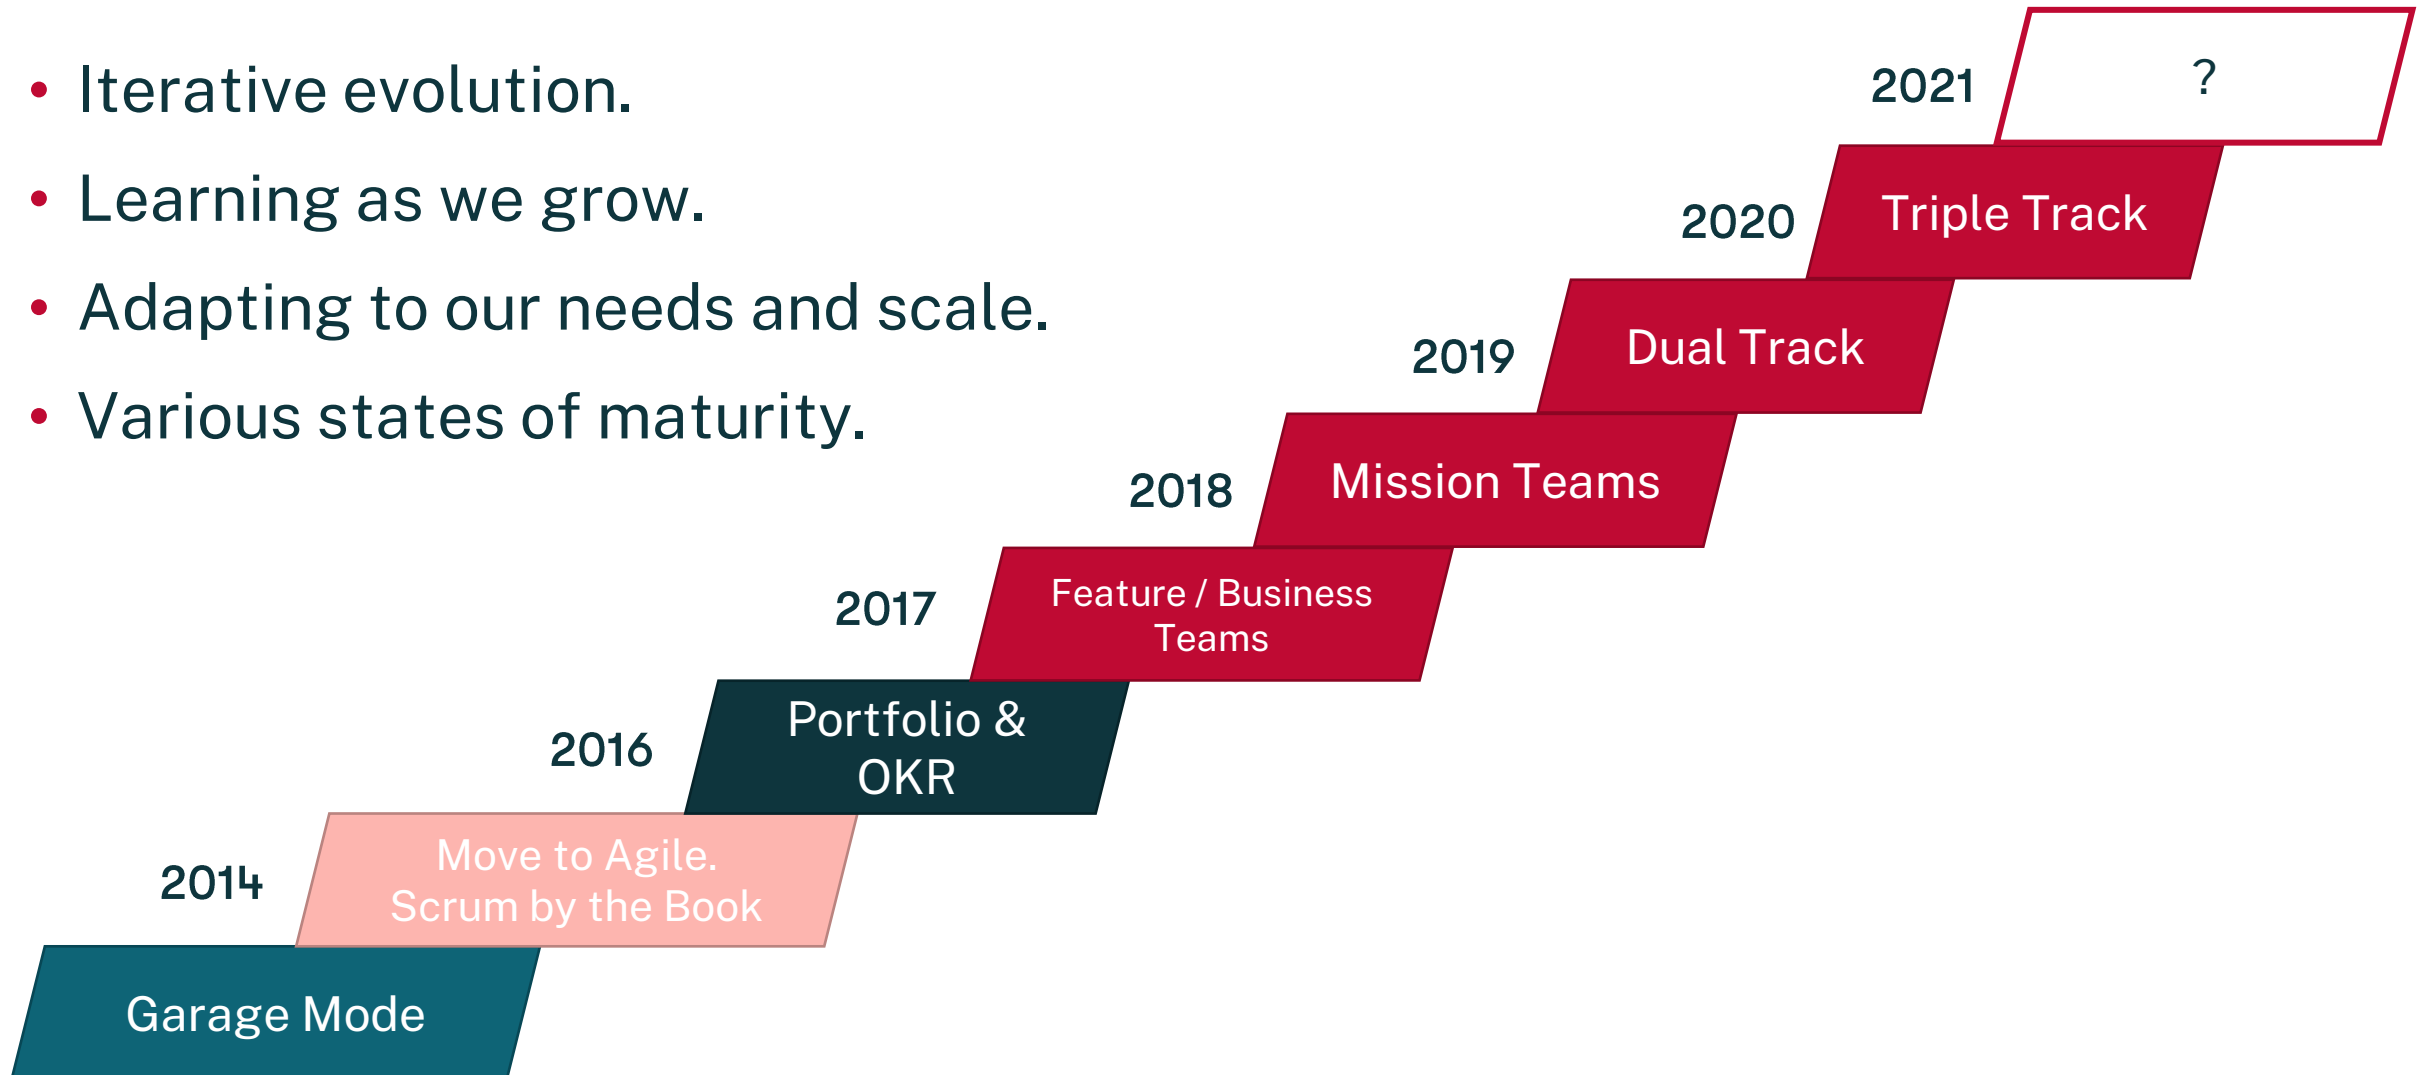 • Iterative evolution.
• Learning as we grow.
• Adapting to our needs and scale.
• Various states of maturity.
2021
?
2020
Triple Track
2019
Dual Track
2018
Mission Teams
2017
Feature / Business
Teams
2016
Portfolio &
OKR
2014
Move to Agile.
Scrum by the Book
Garage Mode